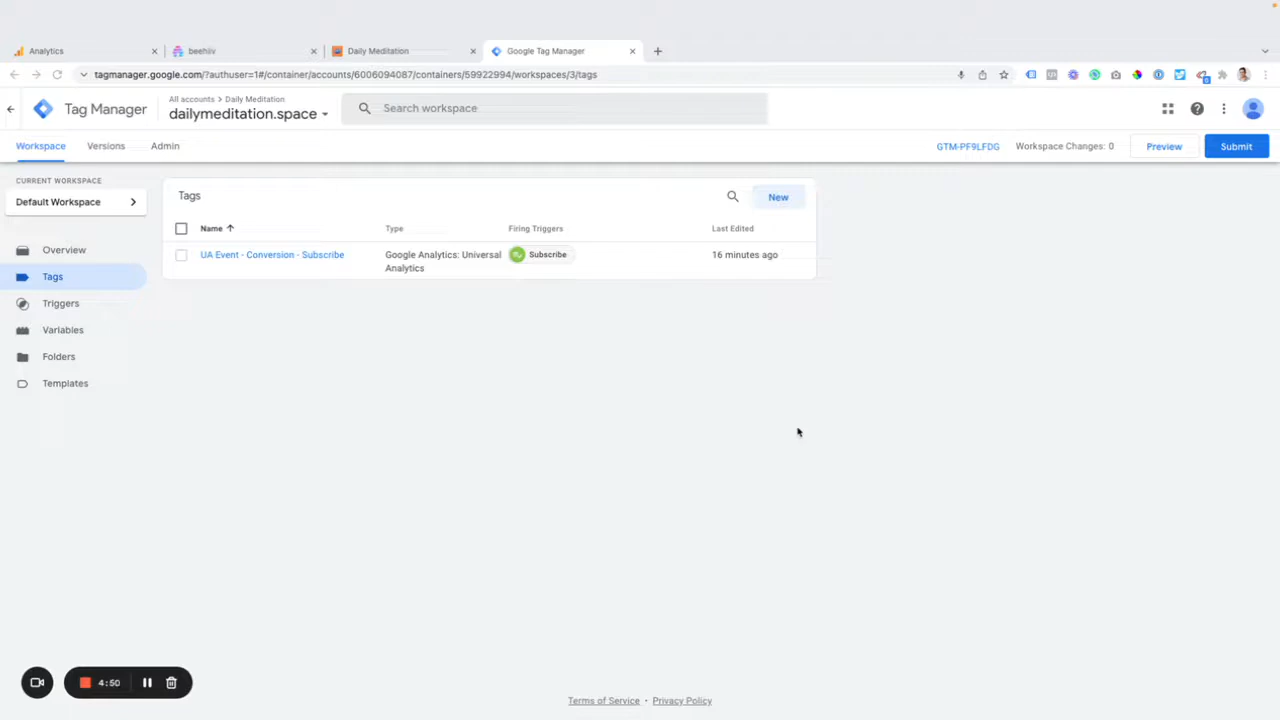 Analytics
beehiiv
Daily Meditation
Google Tag Manager
tagmanager.google.com/?authuser=1#/container/accounts/6006094087/containers/59922994/workspaces/3/tags
Tag Manager
All accounts > Daily Meditation
dailymeditation.space
Search workspace
Workspace
Versions
Admin
GTM-PF9LFDG
Workspace Changes: 0
Preview
Submit
CURRENT WORKSPACE
Default Workspace
Overview
Tags
Triggers
Variables
Folders
Templates
Tags
New
Name
Type
Firing Triggers
Last Edited
UA Event - Conversion - Subscribe
Google Analytics: Universal
Analytics
Subscribe
16 minutes ago
4:50
Terms of Service · Privacy Policy